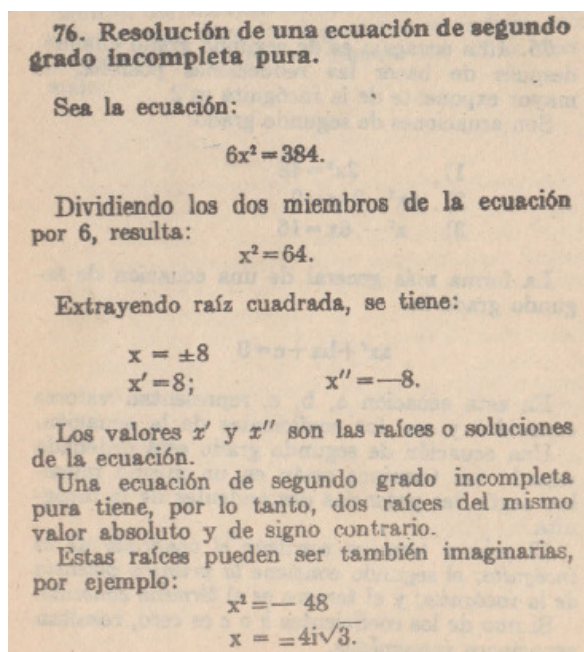 76. Resolución de una ecuación de segundo
grado incompleta pura.
Sea la ecuación:
6x²=384.
Dividiendo los dos miembros de la ecuación
por 6, resulta:
x²=64.
Extrayendo raíz cuadrada, se tiene:
x = ±8
x′=8; x″=—8.
Los valores x′ y x″ son las raíces o soluciones
de la ecuación.
Una ecuación de segundo grado incompleta
pura tiene, por lo tanto, dos raíces del mismo
valor absoluto y de signo contrario.
Estas raíces pueden ser también imaginarias,
por ejemplo:
x²=— 48
x = =4i√3.